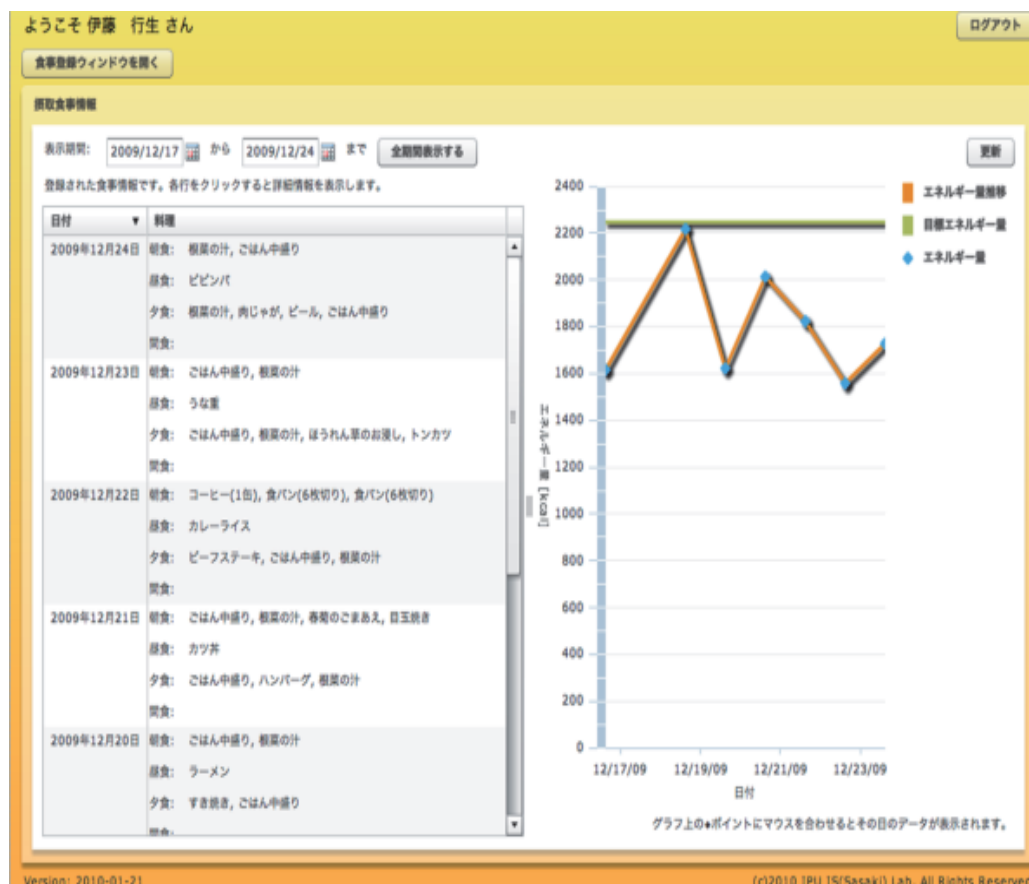 ようこそ 伊藤　行生 さん
ログアウト
食事登録ウィンドウを開く
摂取食事情報
表示期間: 2009/12/17 から 2009/12/24 まで 全期間表示する
更新
登録された食事情報です。各行をクリックすると詳細情報を表示します。
日付 ▼ 料理
2009年12月24日 朝食: 根菜の汁, ごはん中盛り
昼食: ビビンバ
夕食: 根菜の汁, 肉じゃが, ビール, ごはん中盛り
間食:
2009年12月23日 朝食: ごはん中盛り, 根菜の汁
昼食: うな重
夕食: ごはん中盛り, 根菜の汁, ほうれん草のお浸し, トンカツ
間食:
2009年12月22日 朝食: コーヒー(1缶), 食パン(6枚切り), 食パン(6枚切り)
昼食: カレーライス
夕食: ビーフステーキ, ごはん中盛り, 根菜の汁
間食:
2009年12月21日 朝食: ごはん中盛り, 根菜の汁, 春菊のごまあえ, 目玉焼き
昼食: カツ丼
夕食: ごはん中盛り, ハンバーグ, 根菜の汁
間食:
2009年12月20日 朝食: ごはん中盛り, 根菜の汁
昼食: ラーメン
夕食: すき焼き, ごはん中盛り
間食:
2400
2200
2000
1800
1600
1400
1200
1000
800
600
400
200
0
エネルギー量 [kcal]
12/17/09 12/19/09 12/21/09 12/23/09
日付
エネルギー量推移
目標エネルギー量
エネルギー量
グラフ上の♦ポイントにマウスを合わせるとその日のデータが表示されます。
Version: 2010-01-21
(c)2010 IPU IS(Sasaki) Lab. All Rights Reserved